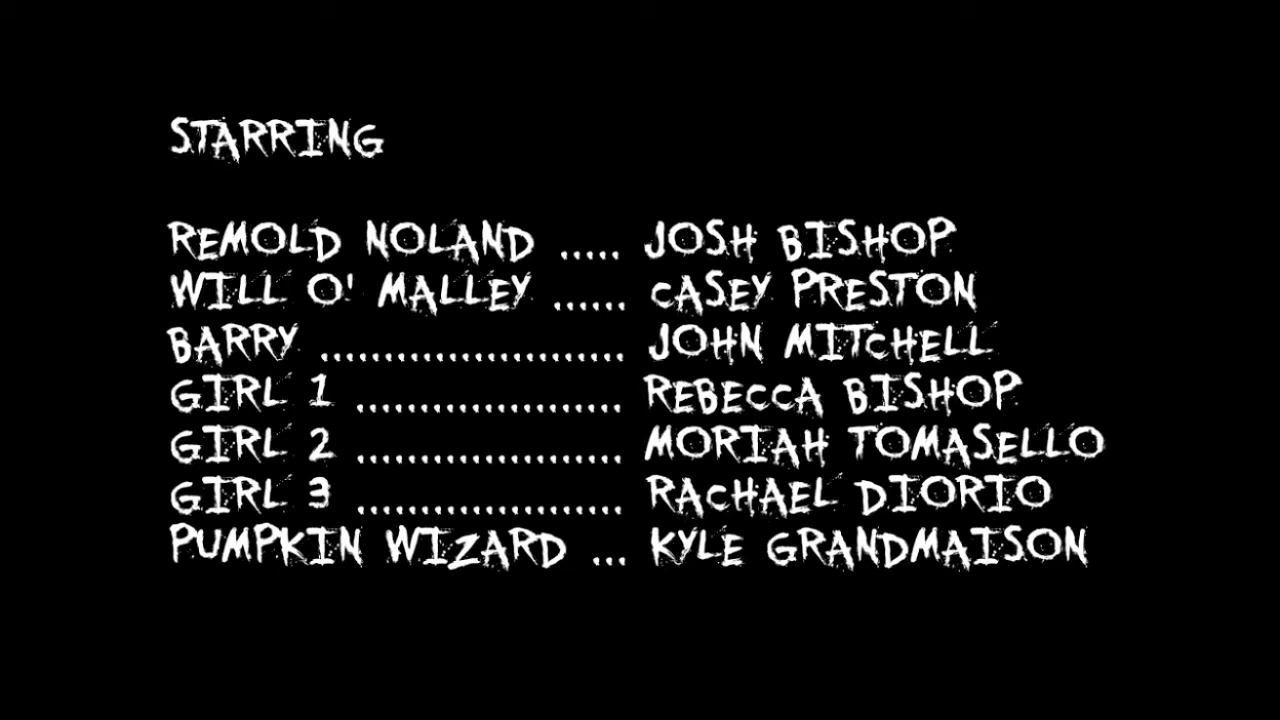 STARRING
REMOLD NOLAND ..... JOSH BISHOP
WILL O' MALLEY ...... CASEY PRESTON
BARRY ........................ JOHN MITCHELL
GIRL 1 ..................... REBECCA BISHOP
GIRL 2 ..................... MORIAH TOMASELLO
GIRL 3 ..................... RACHAEL DIORIO
PUMPKIN WIZARD ... KYLE GRANDMAISON